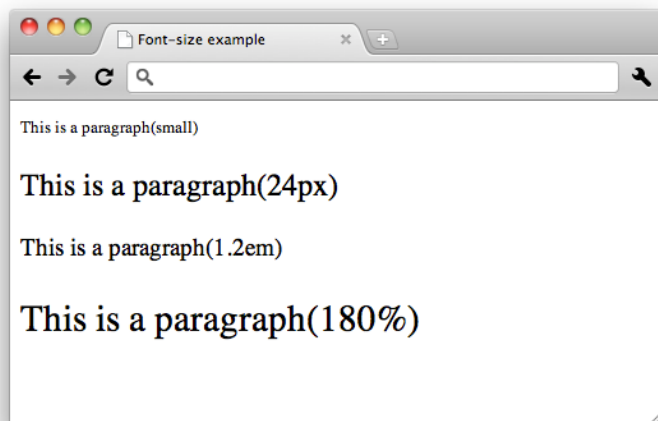 Font-size example
This is a paragraph(small)
This is a paragraph(24px)
This is a paragraph(1.2em)
This is a paragraph(180%)